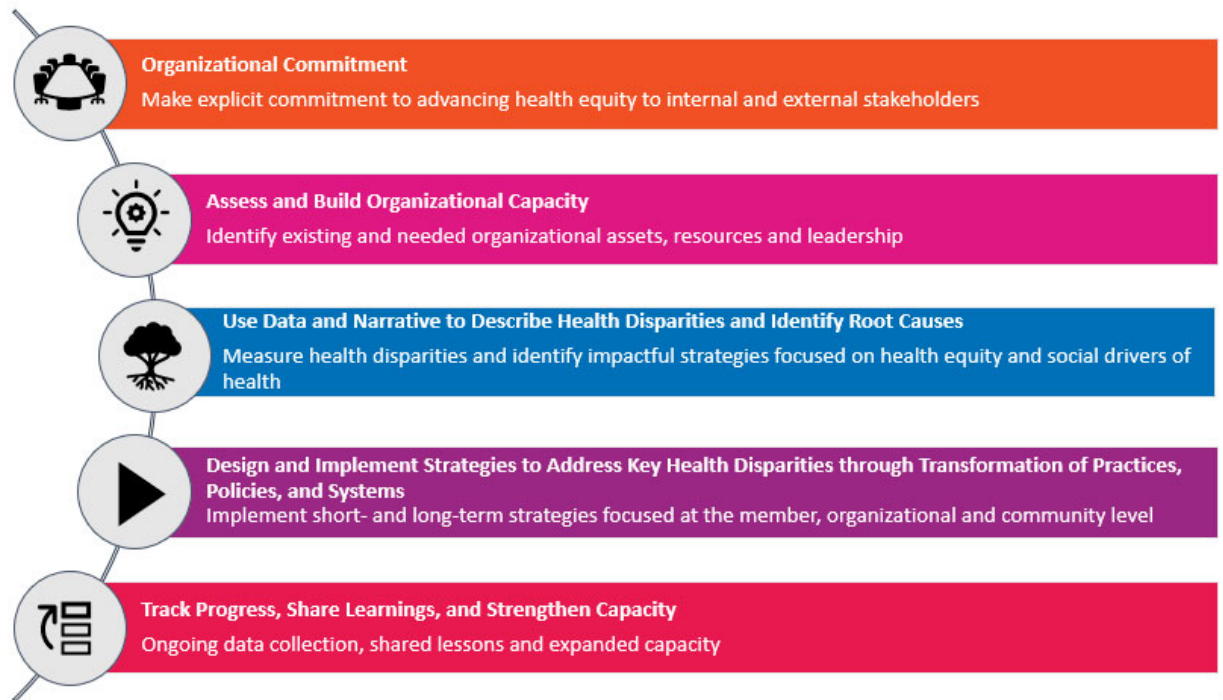 Organizational Commitment
Make explicit commitment to advancing health equity to internal and external stakeholders
Assess and Build Organizational Capacity
Identify existing and needed organizational assets, resources and leadership
Use Data and Narrative to Describe Health Disparities and Identify Root Causes
Measure health disparities and identify impactful strategies focused on health equity and social drivers of
health
Design and Implement Strategies to Address Key Health Disparities through Transformation of Practices,
Policies, and Systems
Implement short- and long-term strategies focused at the member, organizational and community level
Track Progress, Share Learnings, and Strengthen Capacity
Ongoing data collection, shared lessons and expanded capacity